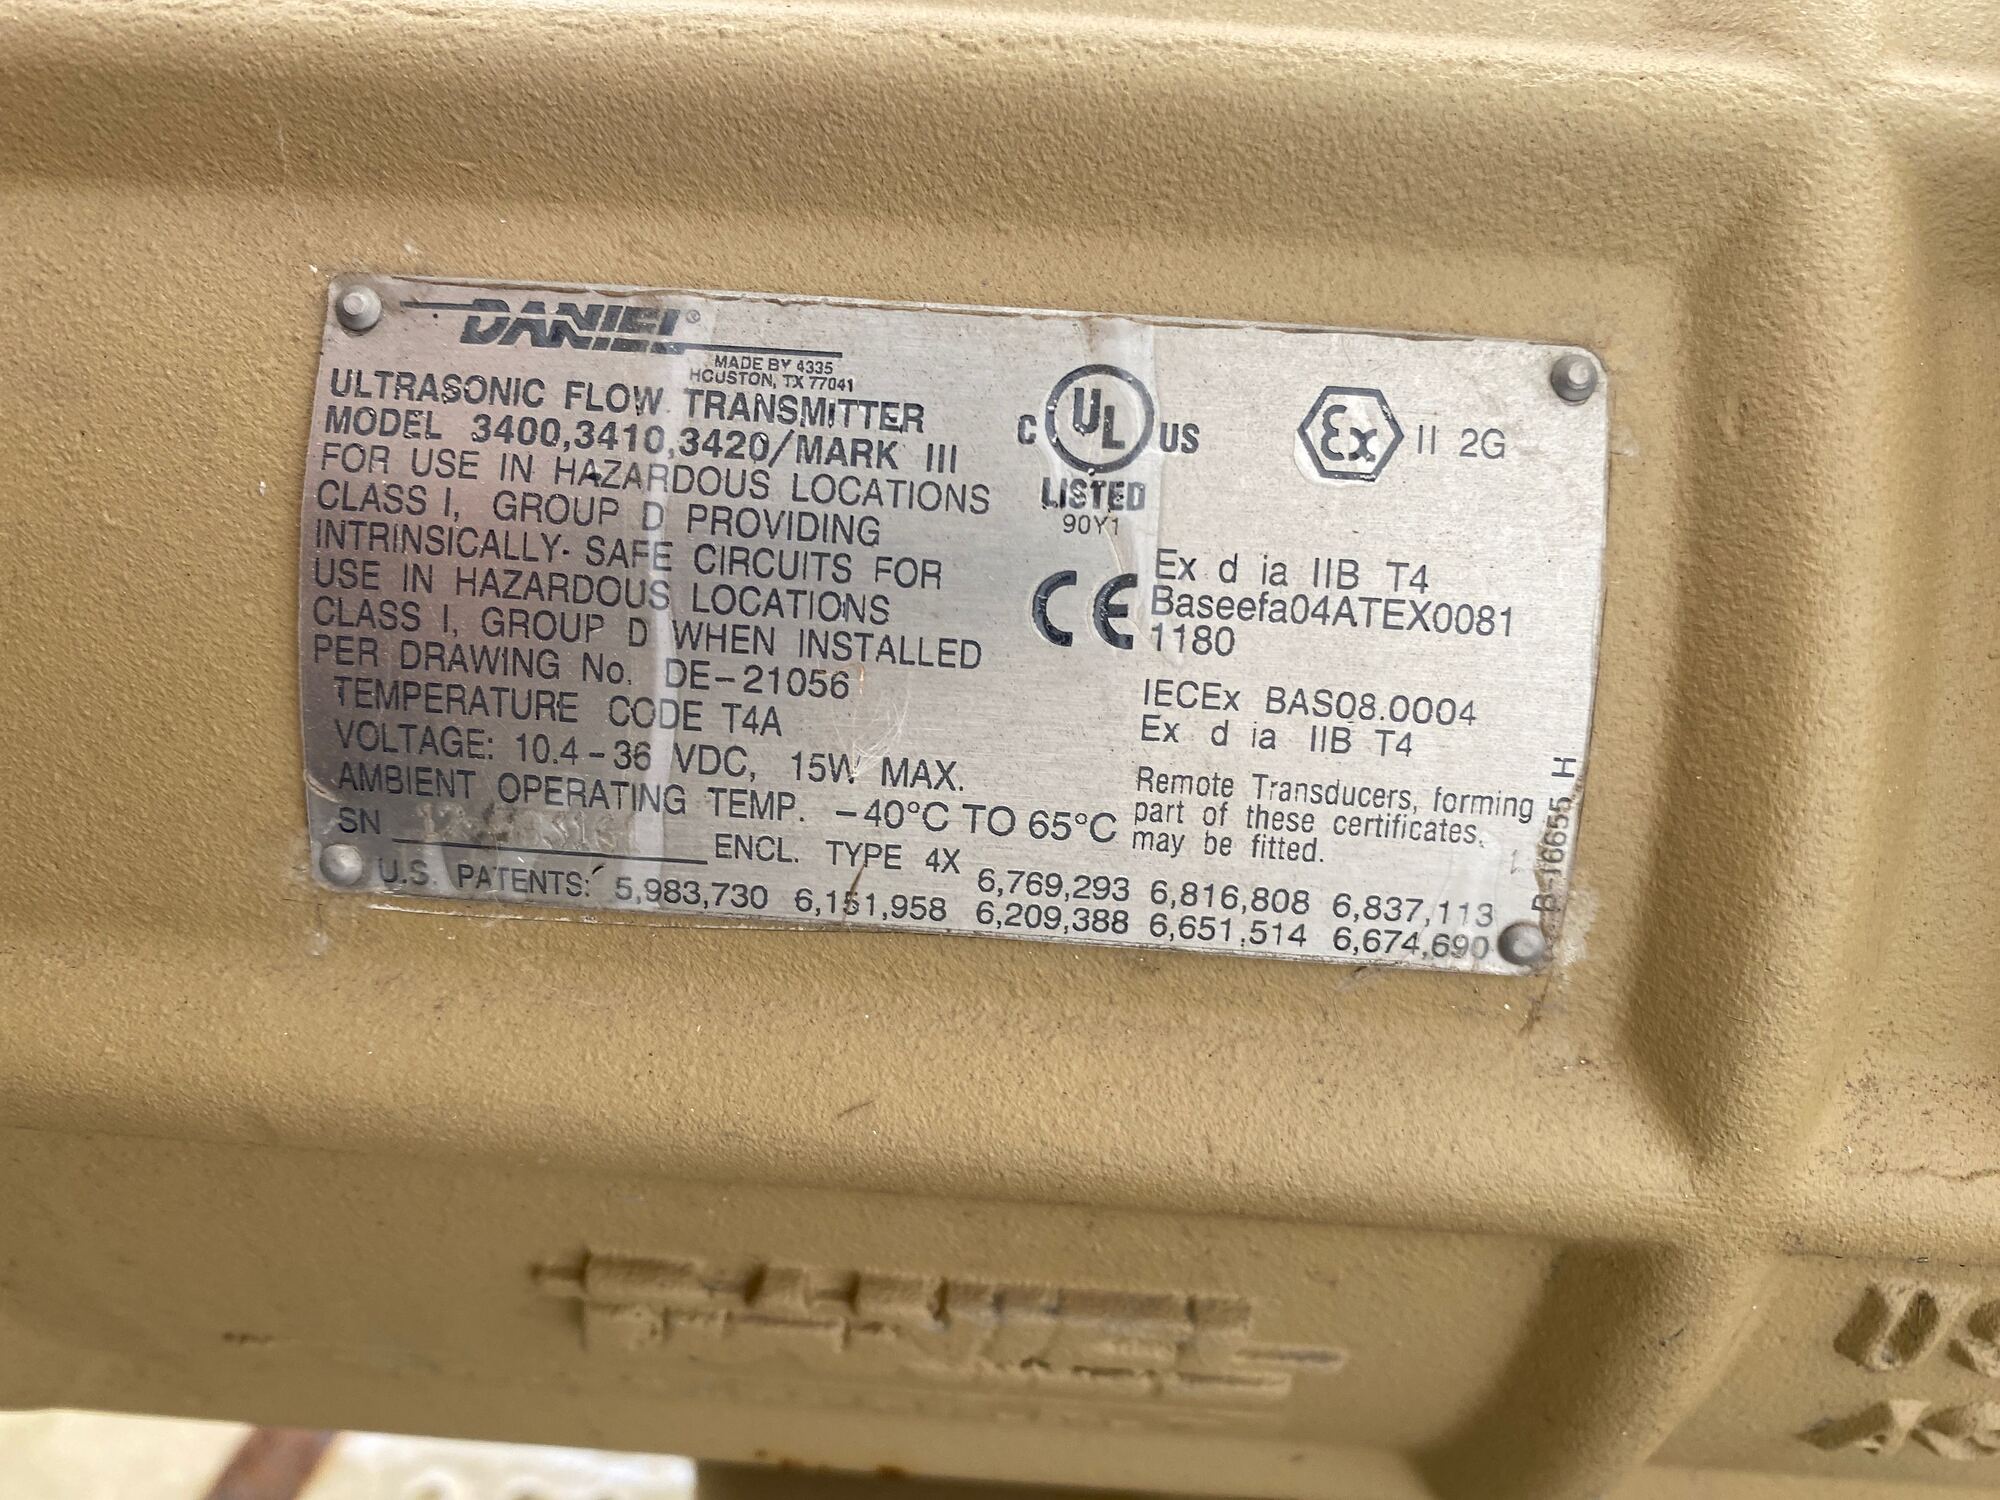 DANIEL®
MADE BY 4335
HOUSTON, TX 77041
ULTRASONIC FLOW TRANSMITTER
MODEL 3400,3410,3420/MARK III
FOR USE IN HAZARDOUS LOCATIONS
CLASS I, GROUP D PROVIDING
INTRINSICALLY- SAFE CIRCUITS FOR
USE IN HAZARDOUS LOCATIONS
CLASS I, GROUP D WHEN INSTALLED
PER DRAWING No. DE-21056
TEMPERATURE CODE T4A
VOLTAGE: 10.4-36 VDC, 15W MAX.
AMBIENT OPERATING TEMP. -40°C TO 65°C
SN
ENCL. TYPE 4X
C UL US
LISTED
90Y1
Ex II 2G
CE
Ex d ia IIB T4
Baseefa04ATEX0081
1180
IECEx BAS08.0004
Ex d ia IIB T4
Remote Transducers, forming
part of these certificates,
may be fitted.
U.S. PATENTS: 5,983,730 6,151,958
6,769,293 6,816,808 6,837,113
6,209,388 6,651,514 6,674,690
B-16655 H